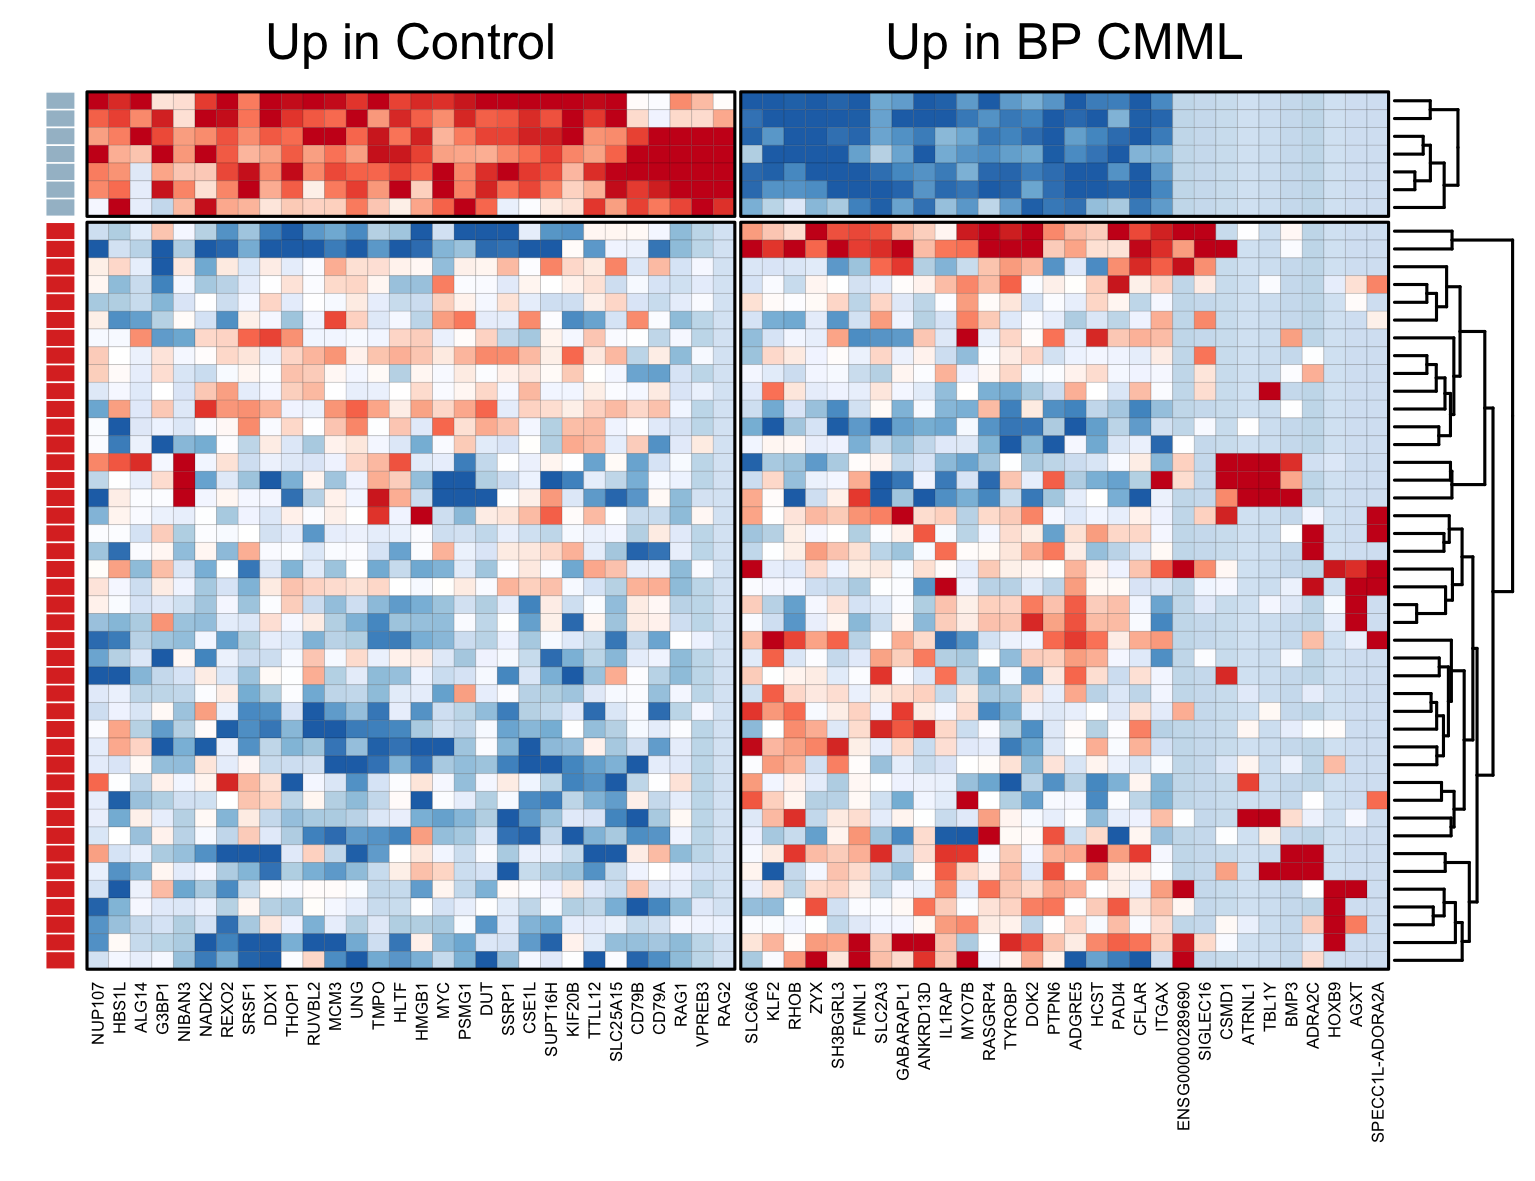 Up in Control
Up in BP CMML
NUP107
HBS1L
ALG14
G3BP1
NIBAN3
NADK2
REXO2
SRSF1
DDX1
THOP1
RUVBL2
MCM3
UNG
TMPO
HLTF
HMGB1
MYC
PSMG1
DUT
SSRP1
CSE1L
SUPT16H
KIF20B
TTLL12
SLC25A15
CD79B
CD79A
RAG1
VPREB3
RAG2
SLC6A6
KLF2
RHOB
ZYX
SH3BGRL3
FMNL1
SLC2A3
GABARAPL1
ANKRD13D
IL1RAP
MYO7B
RASGRP4
TYROBP
DOK2
PTPN6
ADGRE5
HCST
PADI4
CFLAR
ITGAX
ENSG00000289690
SIGLEC16
CSMD1
ATRNL1
TBL1Y
BMP3
ADRA2C
HOXB9
AGXT
SPECC1L-ADORA2A